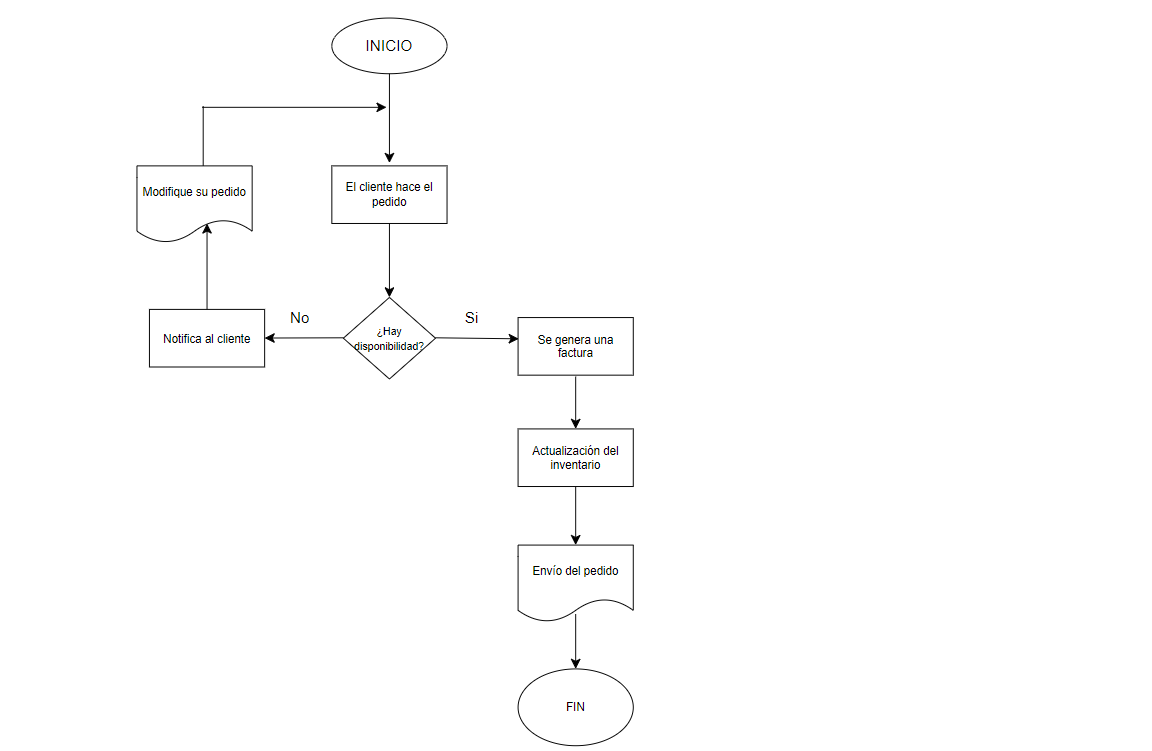 INICIO
Modifique su pedido
El cliente hace el
pedido
No
Si
Notifica al cliente
¿Hay
disponibilidad?
Se genera una
factura
Actualización del
inventario
Envío del pedido
FIN